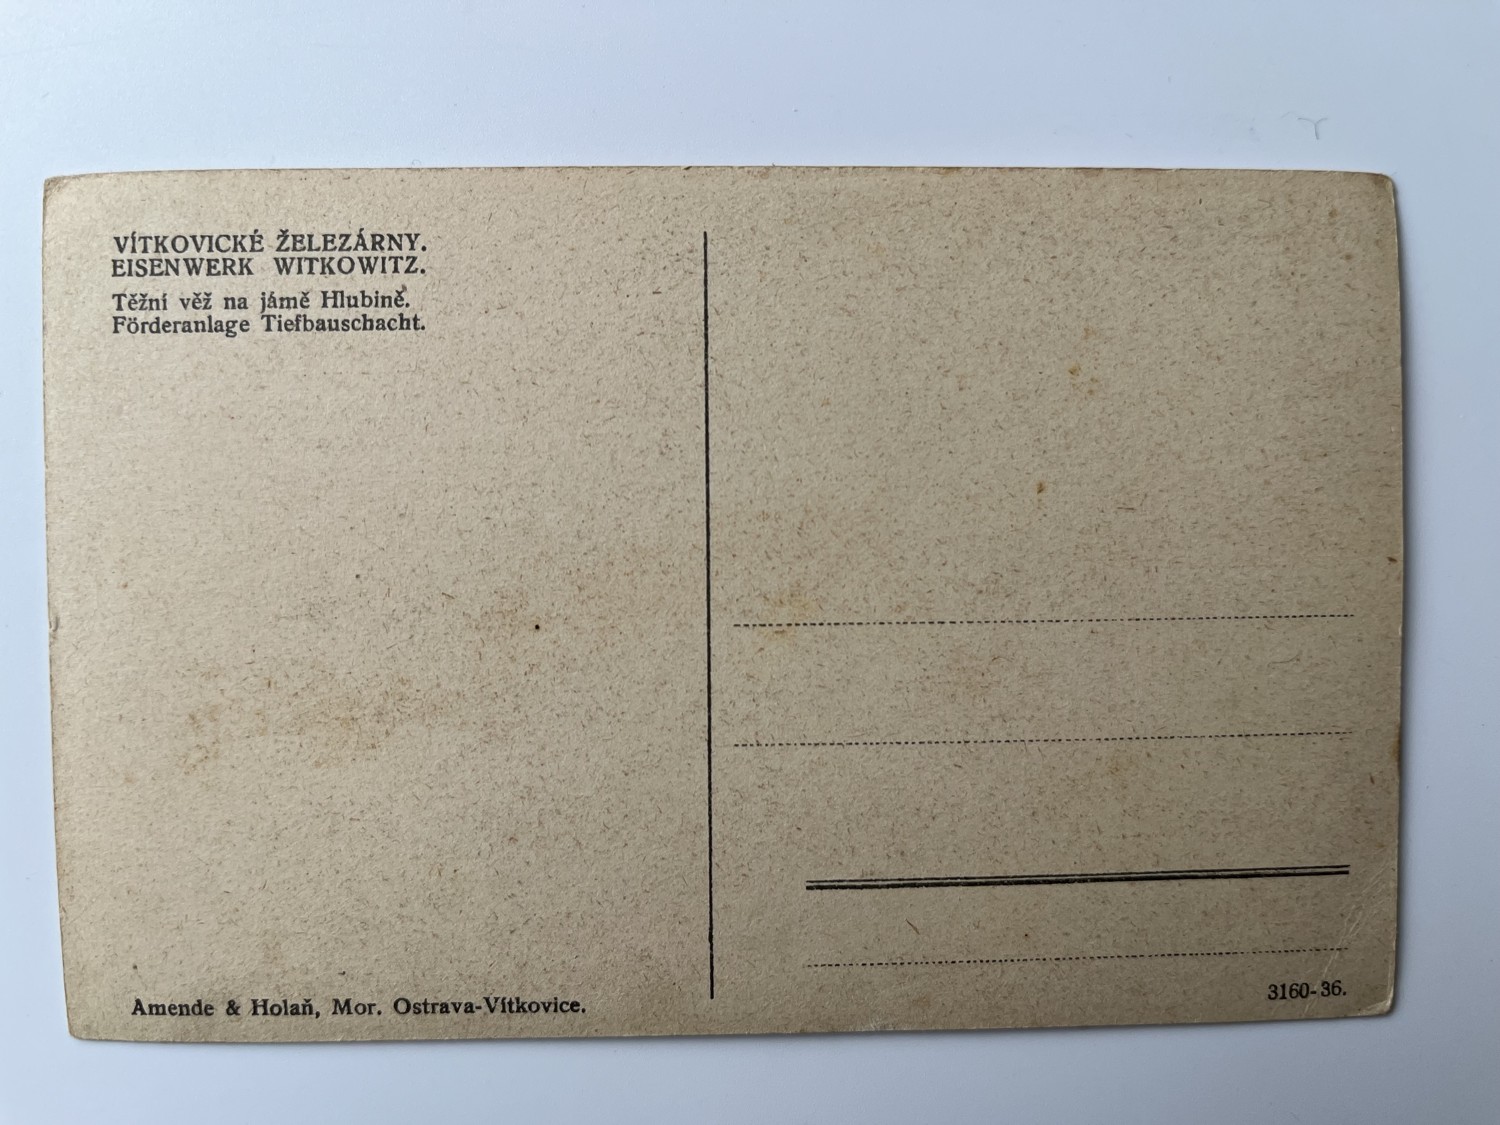 VÍTKOVICKÉ ŽELEZÁRNY.
EISENWERK WITKOWITZ.
Těžní věž na jámě Hlubině.
Förderanlage Tiefbauschacht.
Amende & Holaň, Mor. Ostrava-Vítkovice.
3160-36.